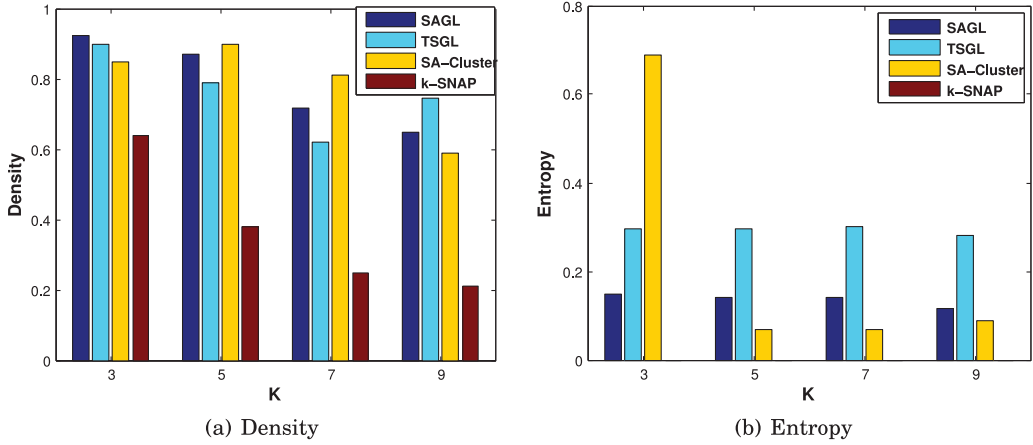 1
0.8
0.6
0.4
0.2
0
Density
3 5 7 9
K
SAGL
TSGL
SA-Cluster
k-SNAP
(a) Density
0.8
0.6
0.4
0.2
0
Entropy
3 5 7 9
K
SAGL
TSGL
SA-Cluster
k-SNAP
(b) Entropy